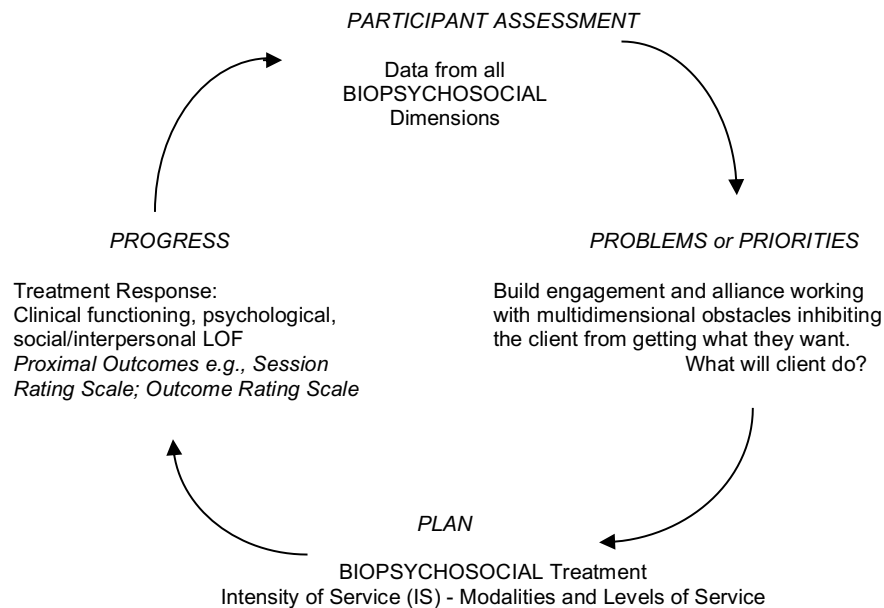 PARTICIPANT ASSESSMENT
Data from all
BIOPSYCHOSOCIAL
Dimensions
PROBLEMS or PRIORITIES
Build engagement and alliance working
with multidimensional obstacles inhibiting
the client from getting what they want.
What will client do?
PLAN
BIOPSYCHOSOCIAL Treatment
Intensity of Service (IS) - Modalities and Levels of Service
PROGRESS
Treatment Response:
Clinical functioning, psychological,
social/interpersonal LOF
Proximal Outcomes e.g., Session
Rating Scale; Outcome Rating Scale